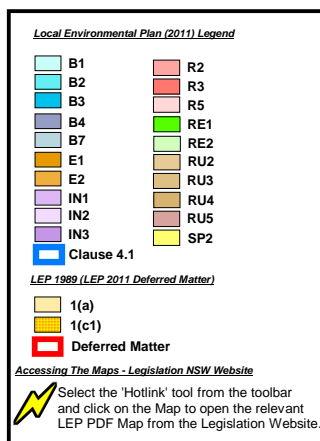 Local Environmental Plan (2011) Legend
B1
B2
B3
B4
B7
E1
E2
IN1
IN2
IN3
Clause 4.1
R2
R3
R5
RE1
RE2
RU2
RU3
RU4
RU5
SP2
LEP 1989 (LEP 2011 Deferred Matter)
1(a)
1(c1)
Deferred Matter
Accessing The Maps - Legislation NSW Website
Select the 'Hotlink' tool from the toolbar
and click on the Map to open the relevant
LEP PDF Map from the Legislation Website.